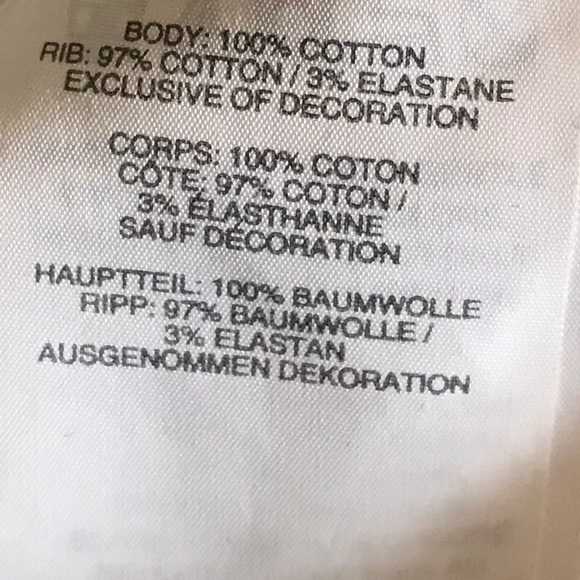 BODY: 100% COTTON
RIB: 97% COTTON / 3% ELASTANE
EXCLUSIVE OF DECORATION
CORPS: 100% COTON
CÔTE: 97% COTON /
3% ÉLASTHANNE
SAUF DÉCORATION
HAUPTTEIL: 100% BAUMWOLLE
RIPP: 97% BAUMWOLLE /
3% ELASTAN
AUSGENOMMEN DEKORATION